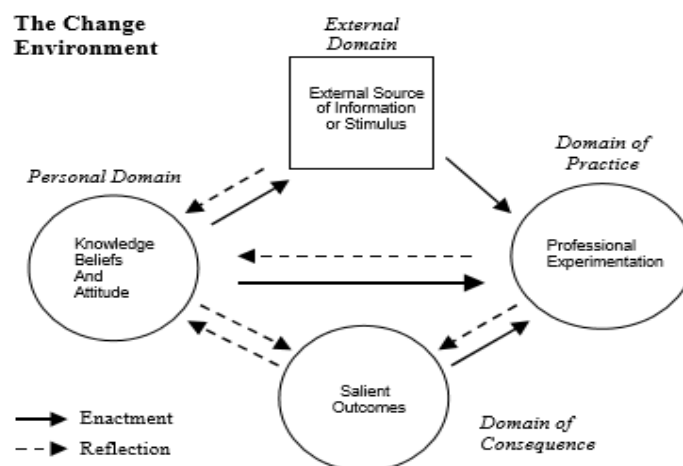 The Change
Environment
External
Domain
External Source
of Information
or Stimulus
Domain of
Practice
Personal Domain
Knowledge
Beliefs
And
Attitude
Professional
Experimentation
Salient
Outcomes
Enactment
Reflection
Domain of
Consequence